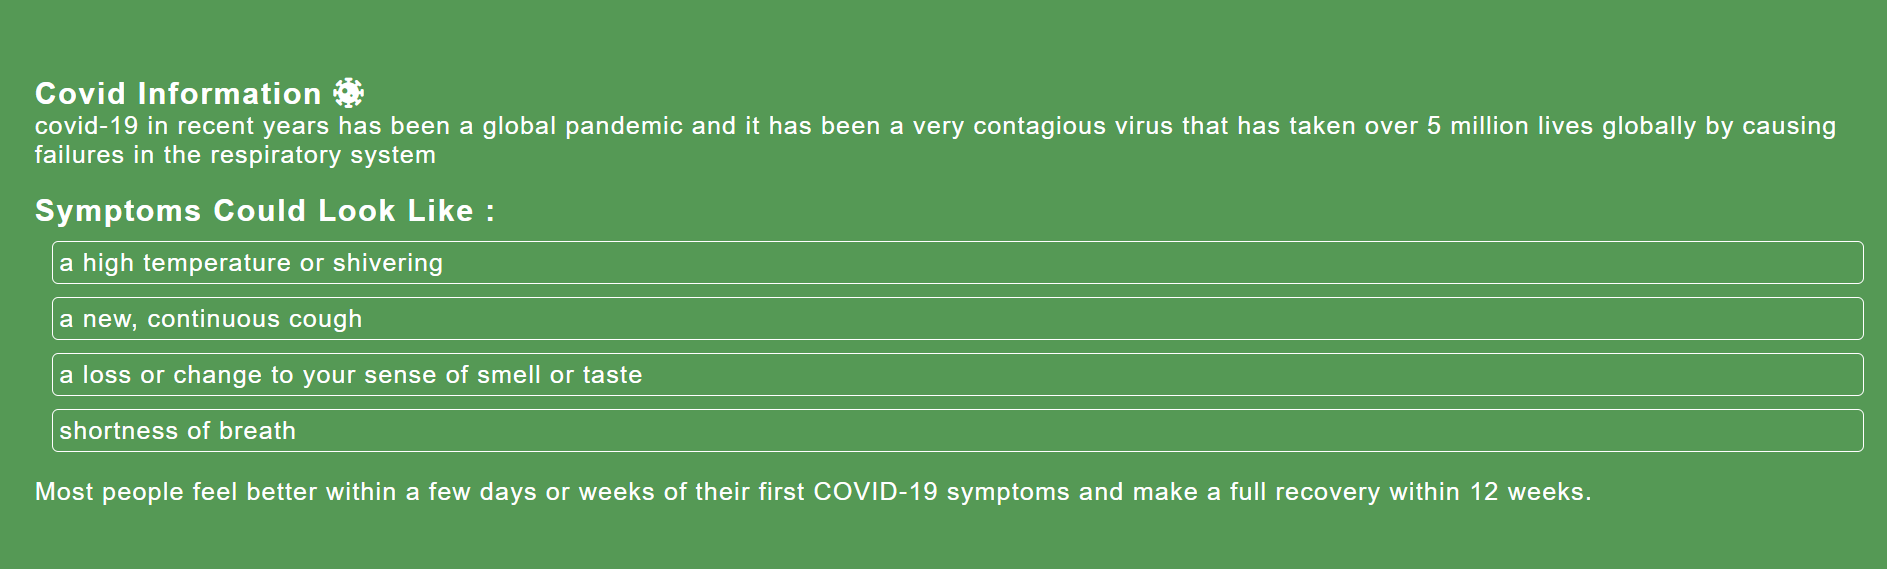 Covid Information
covid-19 in recent years has been a global pandemic and it has been a very contagious virus that has taken over 5 million lives globally by causing
failures in the respiratory system
Symptoms Could Look Like :
a high temperature or shivering
a new, continuous cough
a loss or change to your sense of smell or taste
shortness of breath
Most people feel better within a few days or weeks of their first COVID-19 symptoms and make a full recovery within 12 weeks.